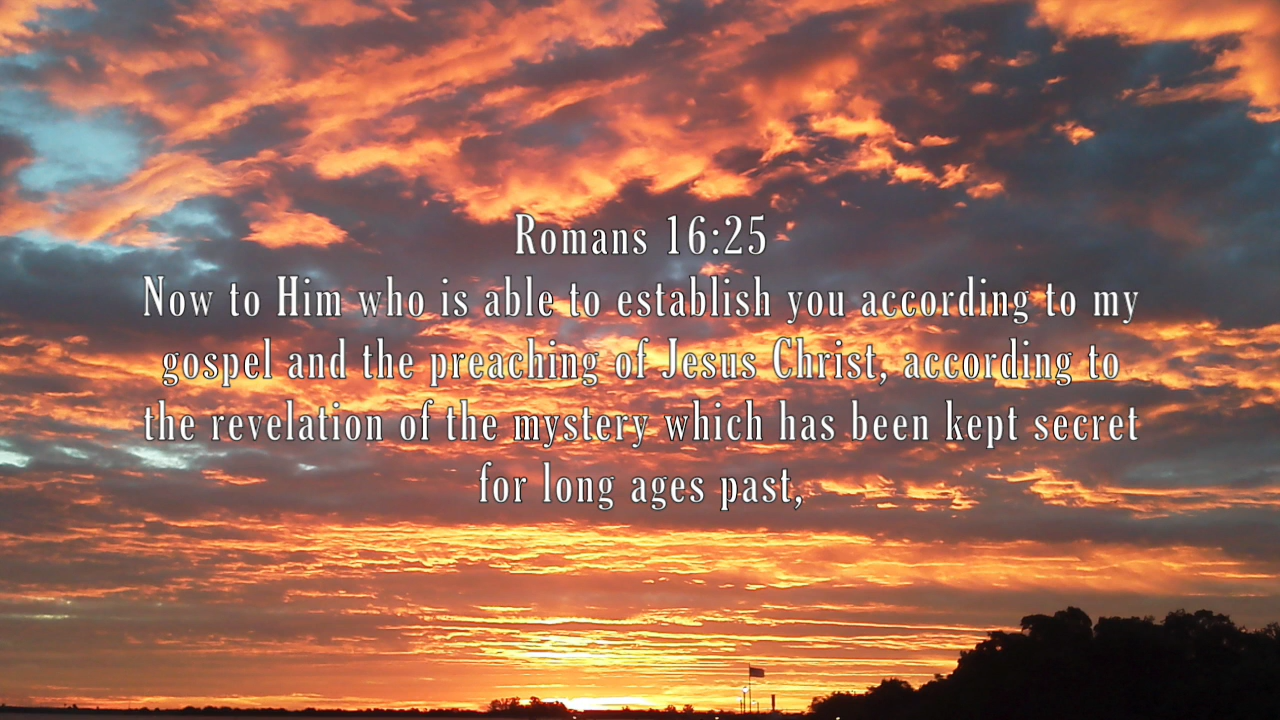 Romans 16:25
Now to Him who is able to establish you according to my
gospel and the preaching of Jesus Christ, according to
the revelation of the mystery which has been kept secret
for long ages past,